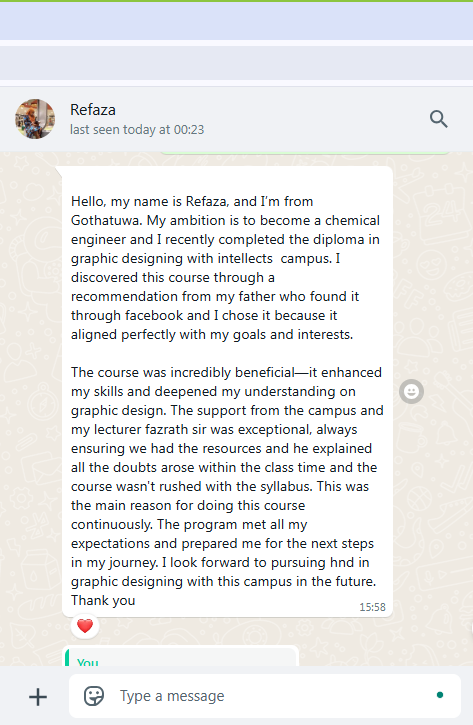 Refaza
last seen today at 00:23
Hello, my name is Refaza, and I'm from
Gothatuwa. My ambition is to become a chemical
engineer and I recently completed the diploma in
graphic designing with intellects  campus. I
discovered this course through a
recommendation from my father who found it
through facebook and I chose it because it
aligned perfectly with my goals and interests.
The course was incredibly beneficial—it enhanced
my skills and deepened my understanding on
graphic design. The support from the campus and
my lecturer fazrath sir was exceptional, always
ensuring we had the resources and he explained
all the doubts arose within the class time and the
course wasn't rushed with the syllabus. This was
the main reason for doing this course
continuously. The program met all my
expectations and prepared me for the next steps
in my journey. I look forward to pursuing hnd in
graphic designing with this campus in the future.
Thank you
15:58
You
Type a message